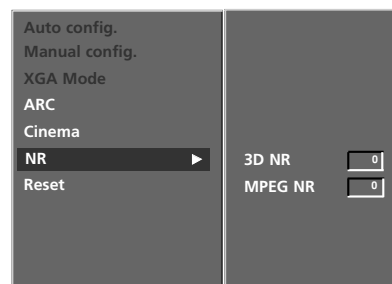 Auto config.
Manual config.
XGA Mode
ARC
Cinema
NR
Reset
3D NR 0
MPEG NR 0